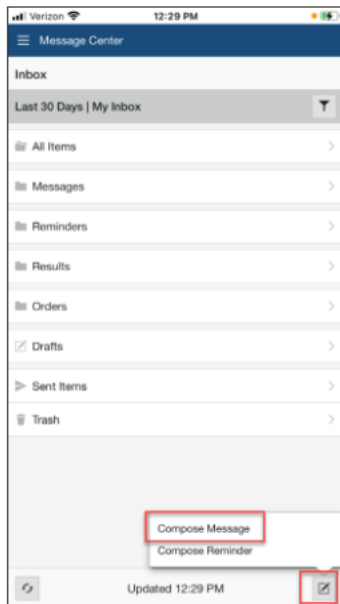 Verizon 12:29 PM
Message Center
Inbox
Last 30 Days | My Inbox
All Items
Messages
Reminders
Results
Orders
Drafts
Sent Items
Trash
Compose Message
Compose Reminder
Updated 12:29 PM